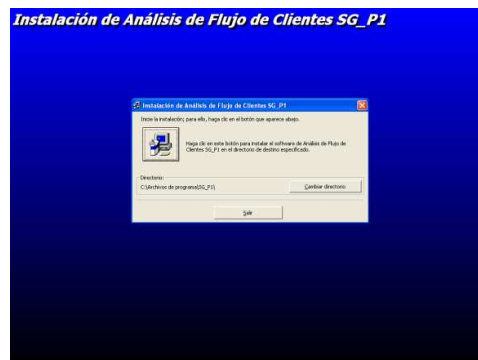 Instalación de Análisis de Flujo de Clientes SG_P1
Instalación de Análisis de Flujo de Clientes SG_P1
Inicie la instalación; para ello, haga clic en el botón que aparece abajo.
Haga clic en este botón para instalar el software de Análisis de Flujo de
Clientes SG_P1 en el directorio de destino especificado.
Directorio:
C:\Archivos de programa\SG_P1\
Cambiar directorio
Salir